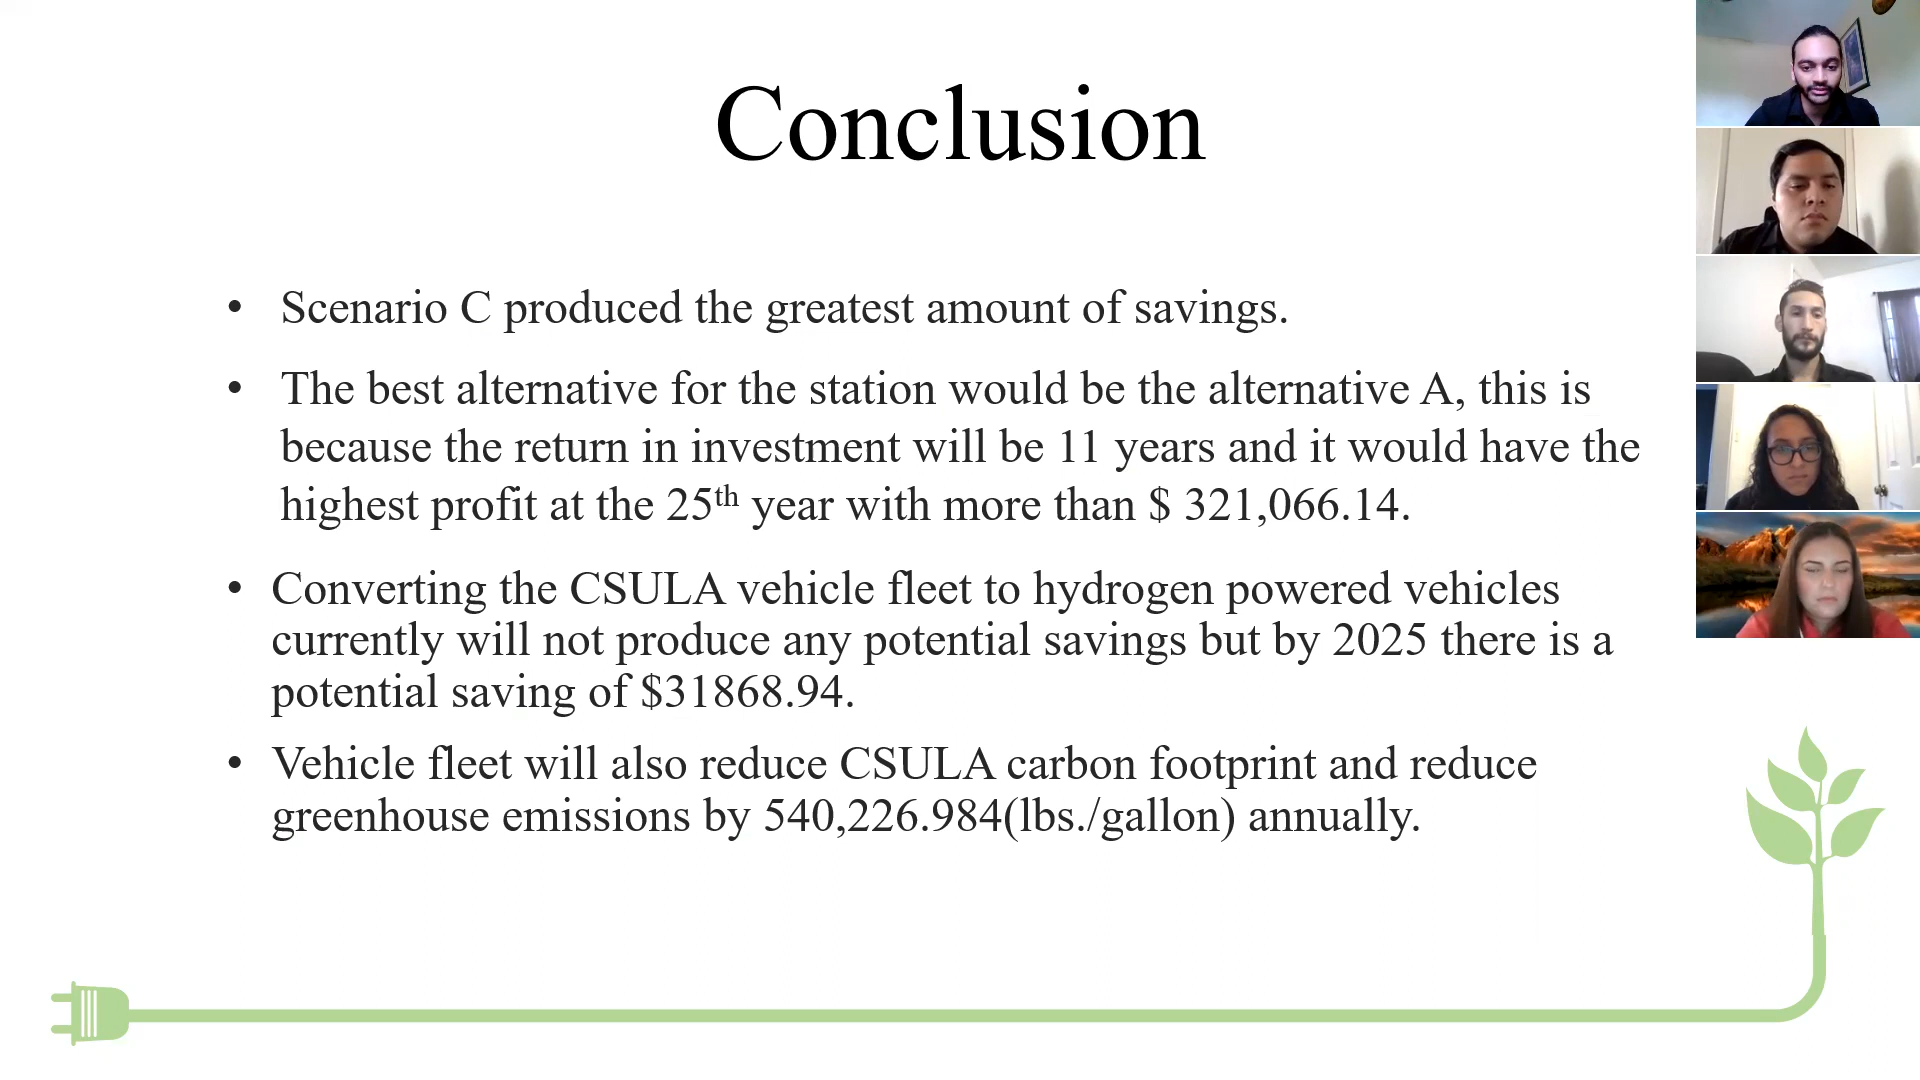 Conclusion
• Scenario C produced the greatest amount of savings.
• The best alternative for the station would be the alternative A, this is
because the return in investment will be 11 years and it would have the
highest profit at the 25th year with more than $ 321,066.14.
• Converting the CSULA vehicle fleet to hydrogen powered vehicles
currently will not produce any potential savings but by 2025 there is a
potential saving of $31868.94.
• Vehicle fleet will also reduce CSULA carbon footprint and reduce
greenhouse emissions by 540,226.984(lbs./gallon) annually.